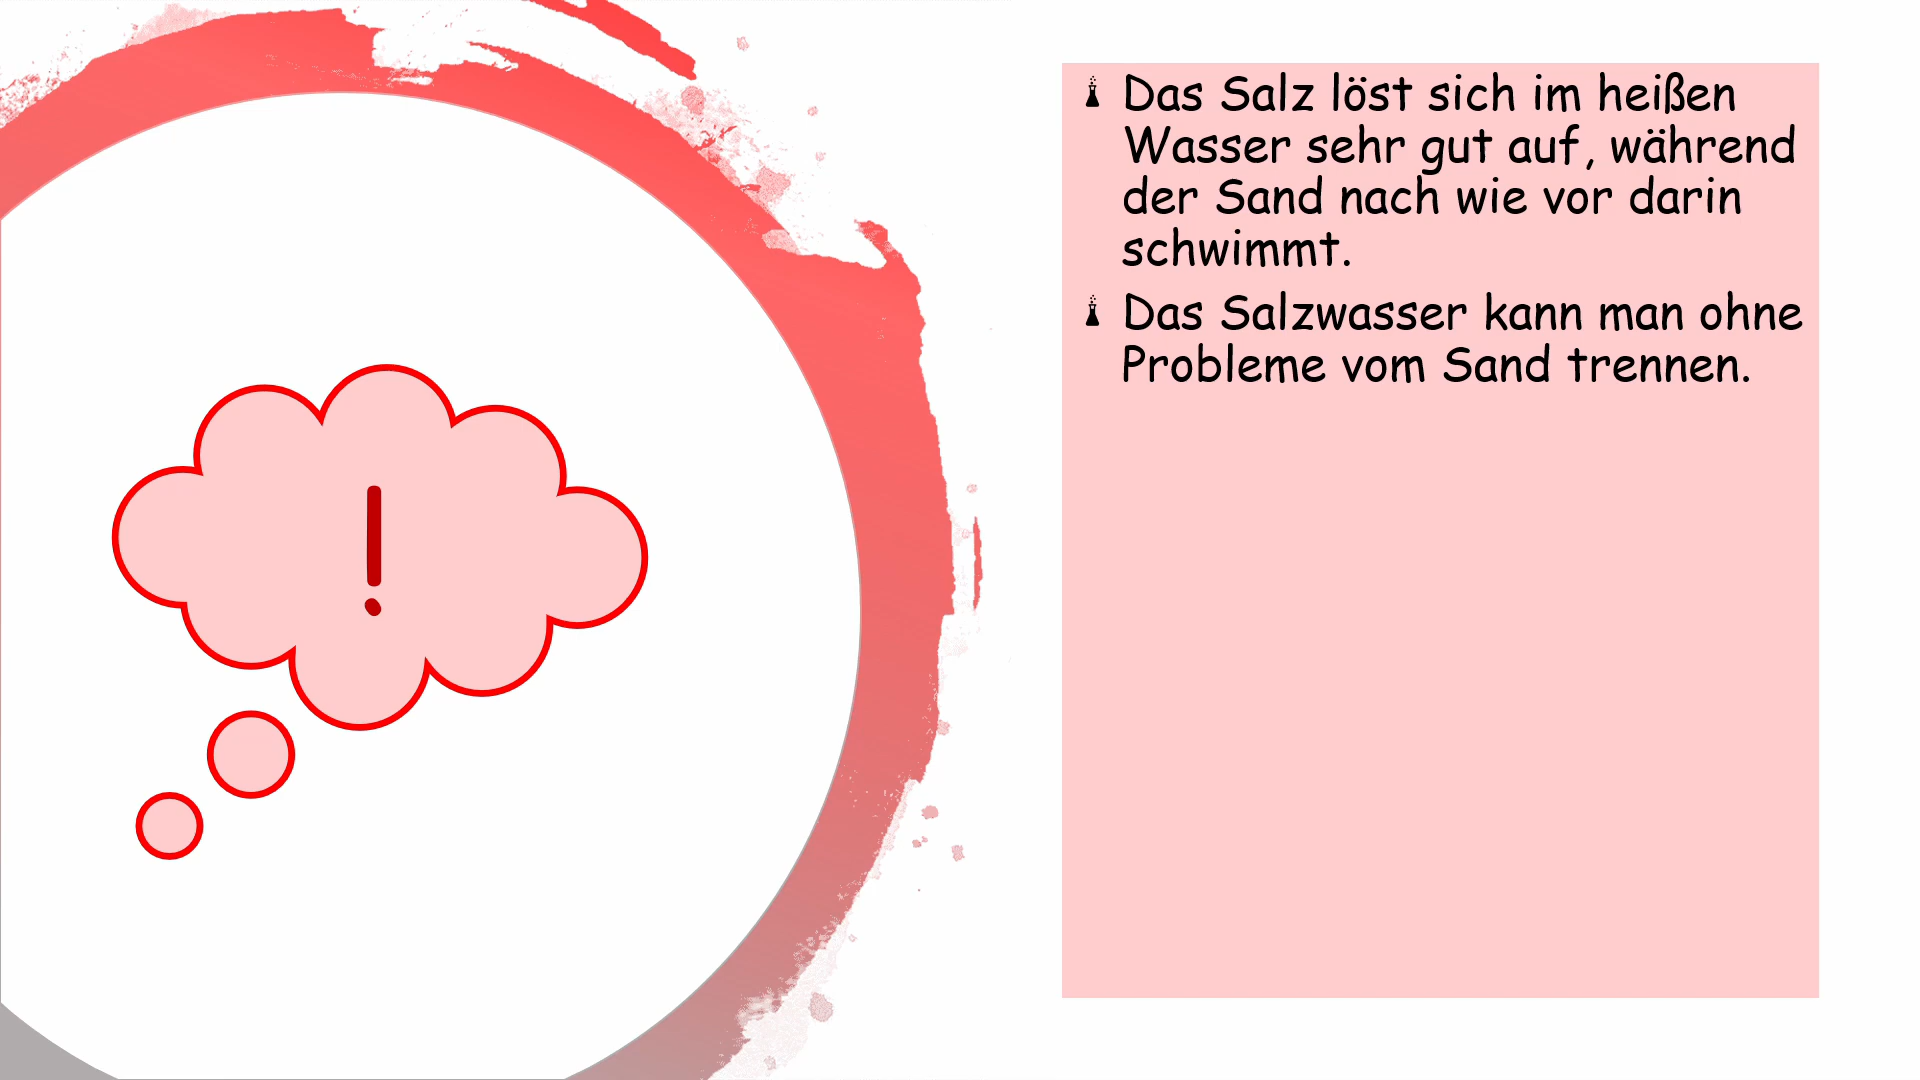 !
Das Salz löst sich im heißen
Wasser sehr gut auf, während
der Sand nach wie vor darin
schwimmt.
Das Salzwasser kann man ohne
Probleme vom Sand trennen.